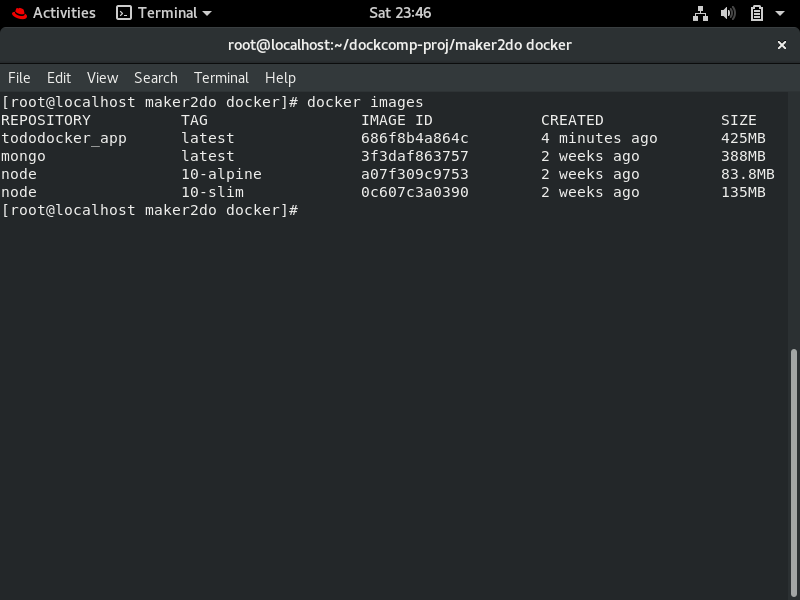 Activities Terminal Sat 23:46
root@localhost:~/dockcomp-proj/maker2do docker
File Edit View Search Terminal Help
[root@localhost maker2do docker]# docker images
REPOSITORY TAG IMAGE ID CREATED SIZE
tododocker_app latest 686f8b4a864c 4 minutes ago 425MB
mongo latest 3f3daf863757 2 weeks ago 388MB
node 10-alpine a07f309c9753 2 weeks ago 83.8MB
node 10-slim 0c607c3a0390 2 weeks ago 135MB
[root@localhost maker2do docker]#